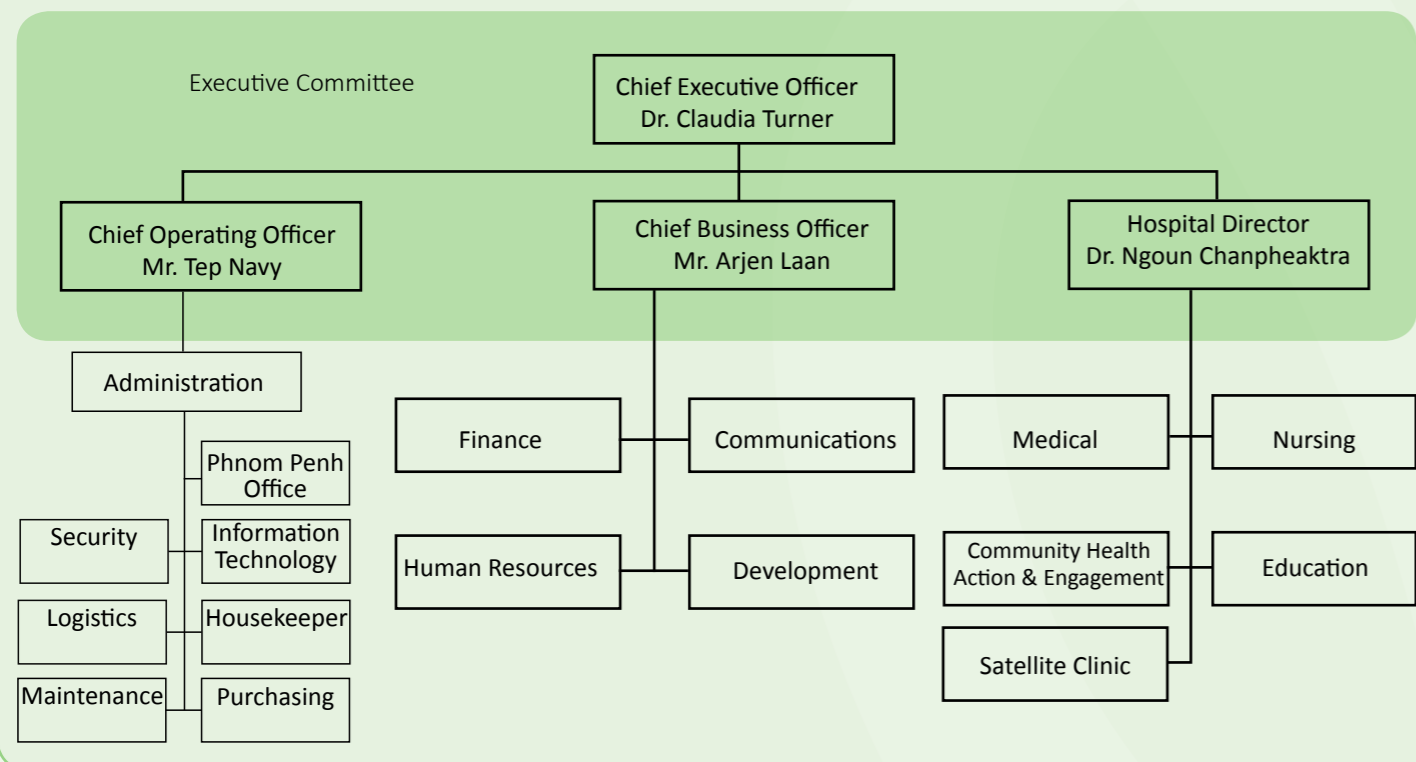 Executive Committee
Chief Executive Officer
Dr. Claudia Turner
Chief Operating Officer
Mr. Tep Navy
Chief Business Officer
Mr. Arjen Laan
Hospital Director
Dr. Ngoun Chanpheaktra
Administration
Phnom Penh
Office
Security
Information
Technology
Logistics
Housekeeper
Maintenance
Purchasing
Finance
Communications
Human Resources
Development
Medical
Nursing
Community Health
Action & Engagement
Education
Satellite Clinic